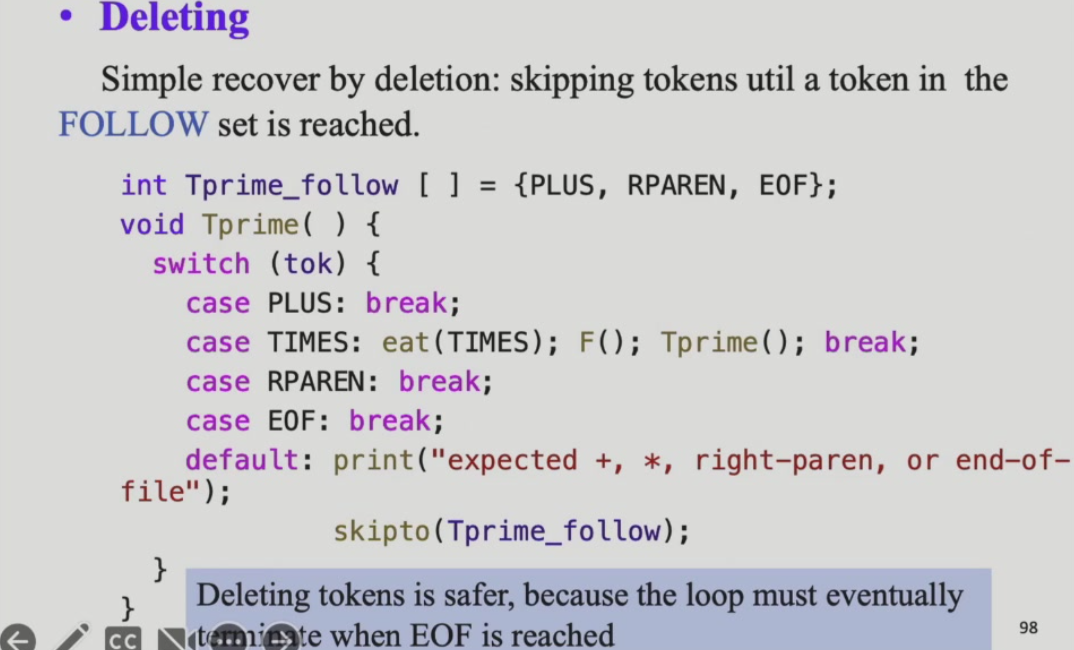 • Deleting
Simple recover by deletion: skipping tokens util a token in the
FOLLOW set is reached.
int Tprime_follow [ ] = {PLUS, RPAREN, EOF};
void Tprime( ) {
switch (tok) {
case PLUS: break;
case TIMES: eat(TIMES); F(); Tprime(); break;
case RPAREN: break;
case EOF: break;
default: print("expected +, *, right-paren, or end-of-
file");
skipto(Tprime_follow);
}
}
Deleting tokens is safer, because the loop must eventually
terminate when EOF is reached
98
CC